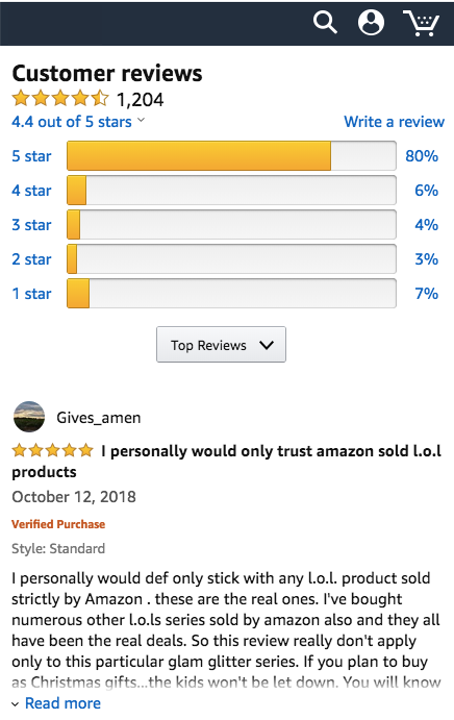 Customer reviews
1,204
4.4 out of 5 stars
Write a review
5 star 80%
4 star 6%
3 star 4%
2 star 3%
1 star 7%
Top Reviews
Gives_amen
I personally would only trust amazon sold l.o.l
products
October 12, 2018
Verified Purchase
Style: Standard
I personally would def only stick with any l.o.l. product sold
strictly by Amazon . these are the real ones. I've bought
numerous other l.o.ls series sold by amazon also and they all
have been the real deals. So this review really don't apply
only to this particular glam glitter series. If you plan to buy
as Christmas gifts...the kids won't be let down. You will know
Read more